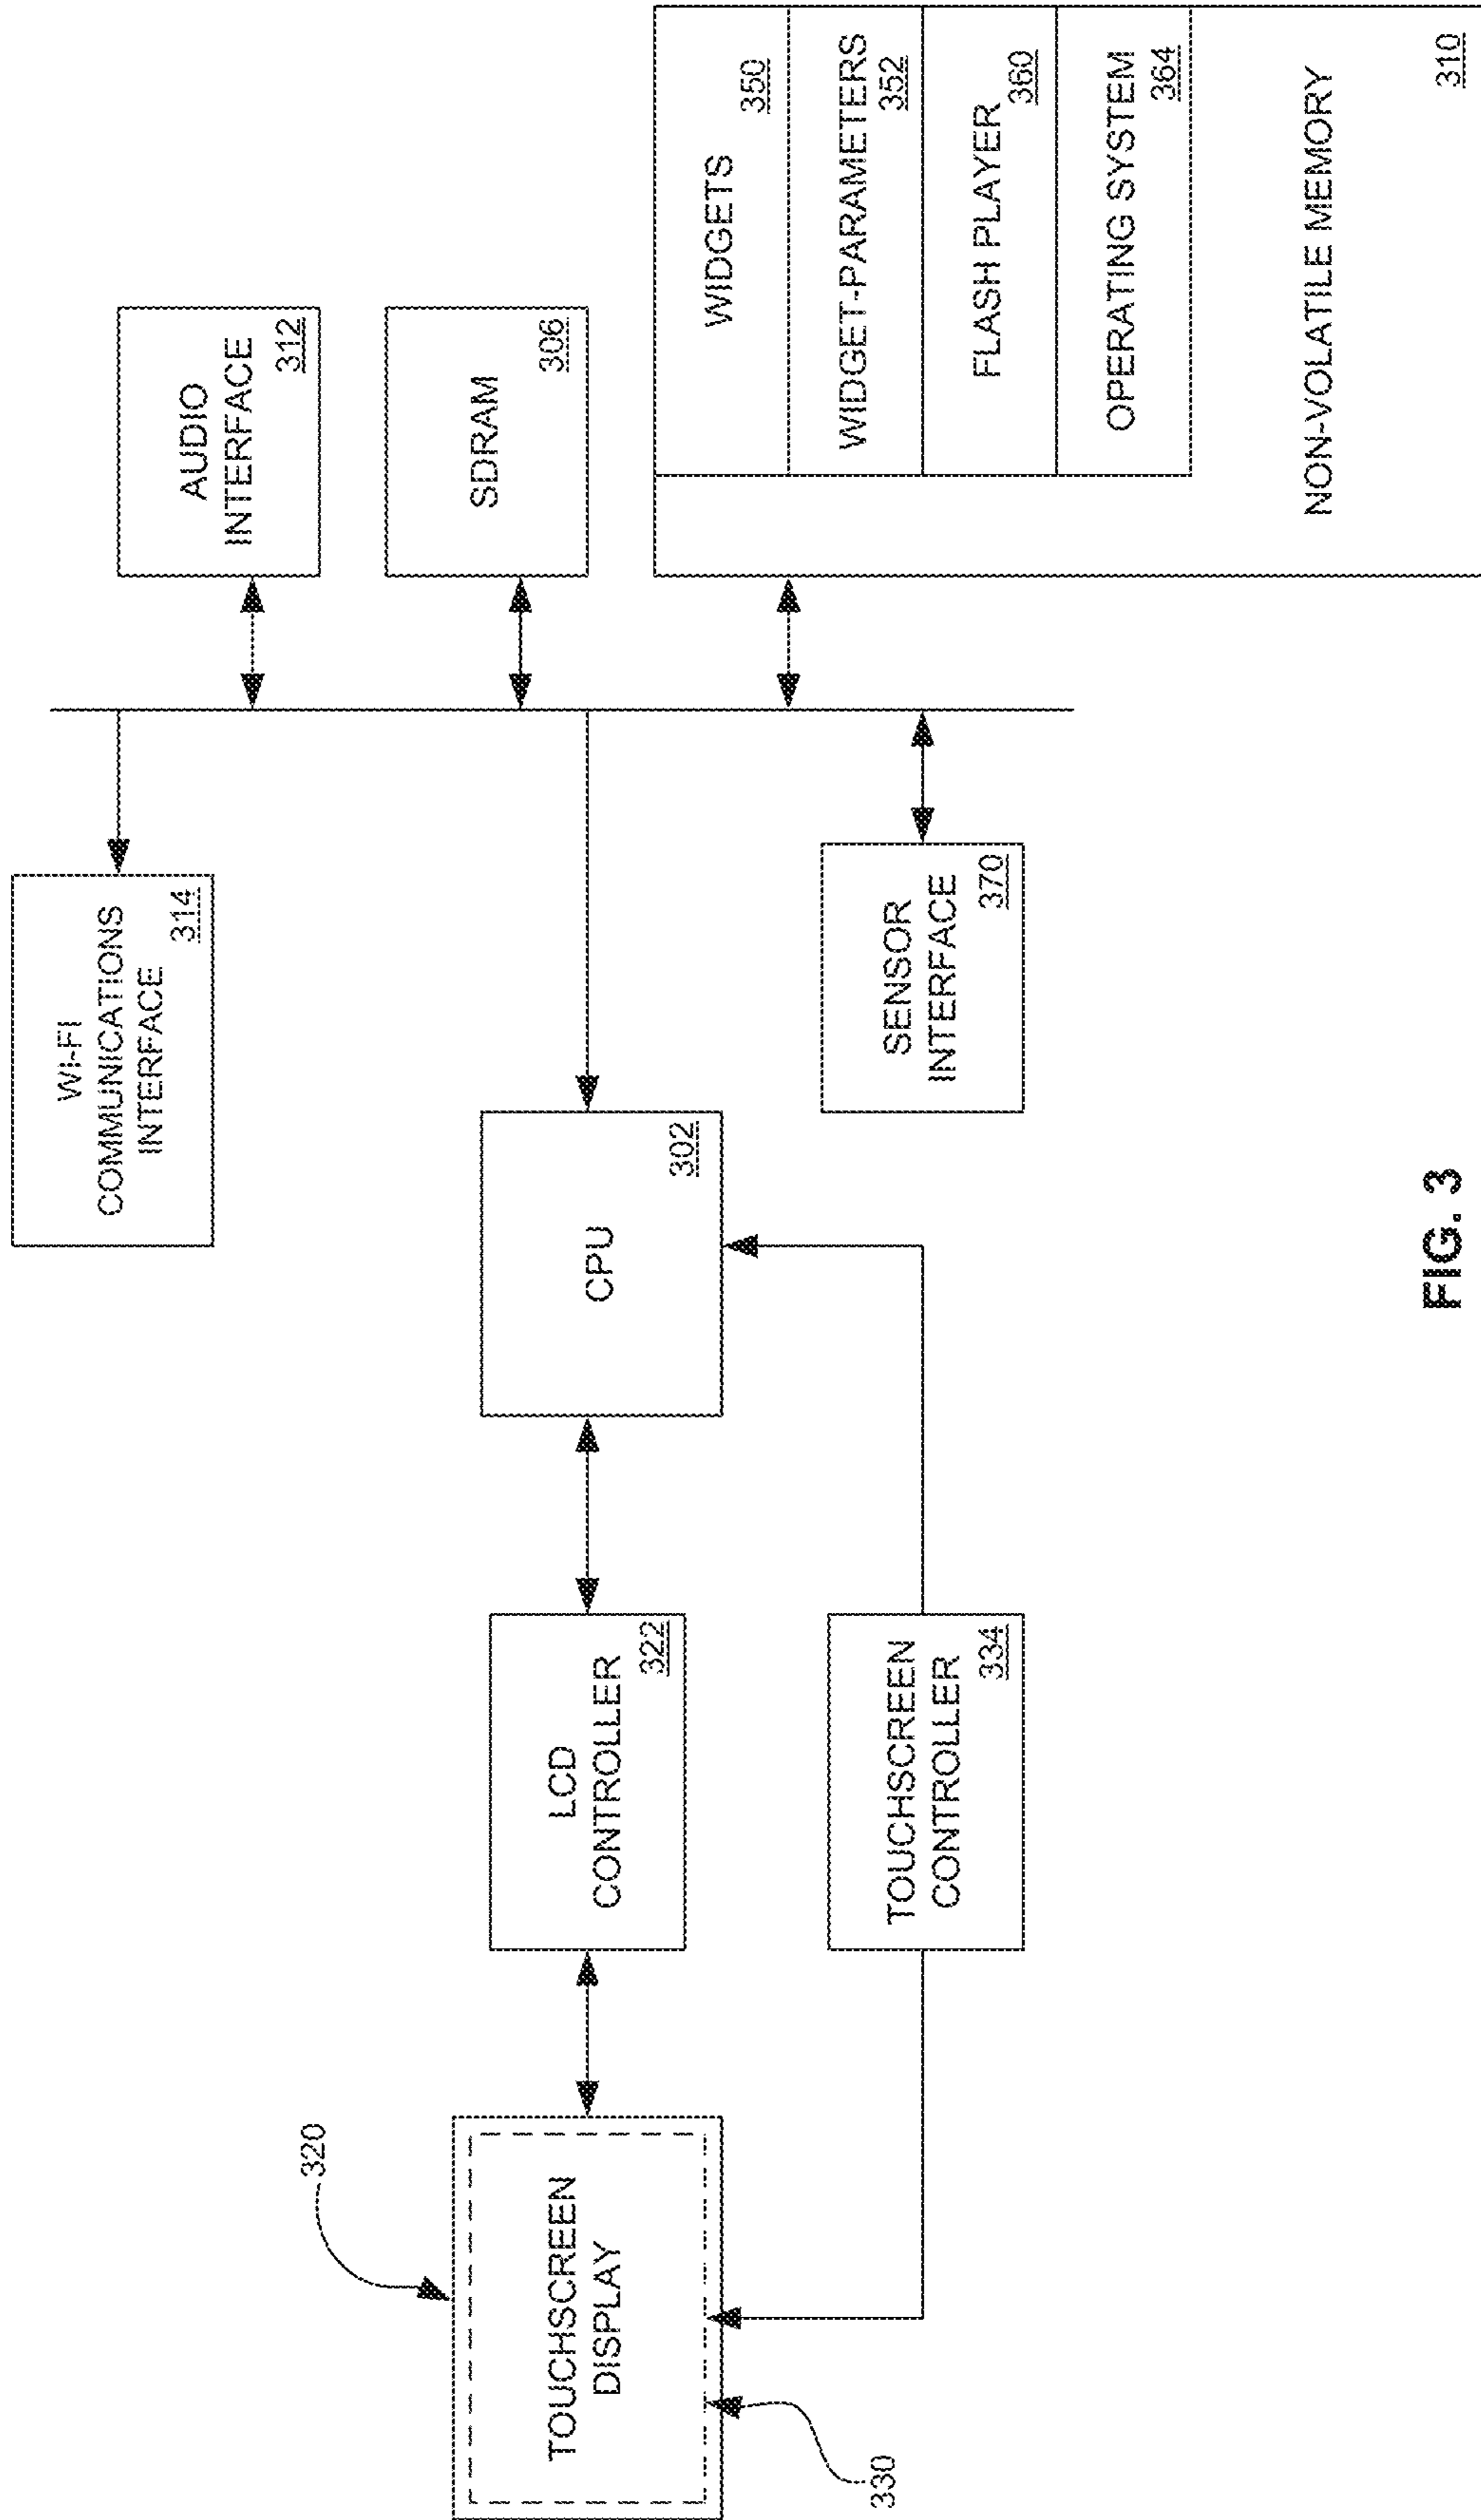 WI-FI
COMMUNICATIONS
INTERFACE
314
AUDIO
INTERFACE
312
320
TOUCHSCREEN
DISPLAY
330
LCD
CONTROLLER
322
CPU
302
SDRAM
306
TOUCHSCREEN
CONTROLLER
334
SENSOR
INTERFACE
370
WIDGETS
350
WIDGET-PARAMETERS
352
FLASH PLAYER
360
OPERATING SYSTEM
364
NON-VOLATILE MEMORY
310
FIG. 3